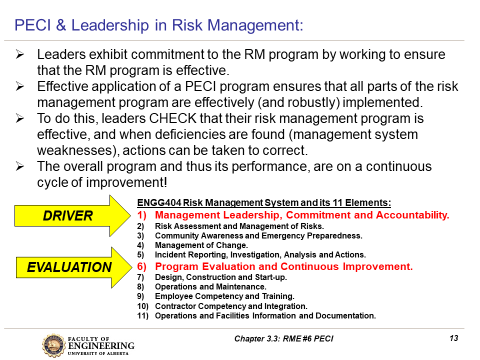 PECI & Leadership in Risk Management:
➢ Leaders exhibit commitment to the RM program by working to ensure
that the RM program is effective.
➢ Effective application of a PECI program ensures that all parts of the risk
management program are effectively (and robustly) implemented.
➢ To do this, leaders CHECK that their risk management program is
effective, and when deficiencies are found (management system
weaknesses), actions can be taken to correct.
➢ The overall program and thus its performance, are on a continuous
cycle of improvement!
ENGG404 Risk Management System and its 11 Elements:
DRIVER
1) Management Leadership, Commitment and Accountability.
2) Risk Assessment and Management of Risks.
3) Community Awareness and Emergency Preparedness.
4) Management of Change.
5) Incident Reporting, Investigation, Analysis and Actions.
EVALUATION
6) Program Evaluation and Continuous Improvement.
7) Design, Construction and Start-up.
8) Operations and Maintenance.
9) Employee Competency and Training.
10) Contractor Competency and Integration.
11) Operations and Facilities Information and Documentation.
FACULTY OF
ENGINEERING
UNIVERSITY OF ALBERTA
Chapter 3.3: RME #6 PECI
13